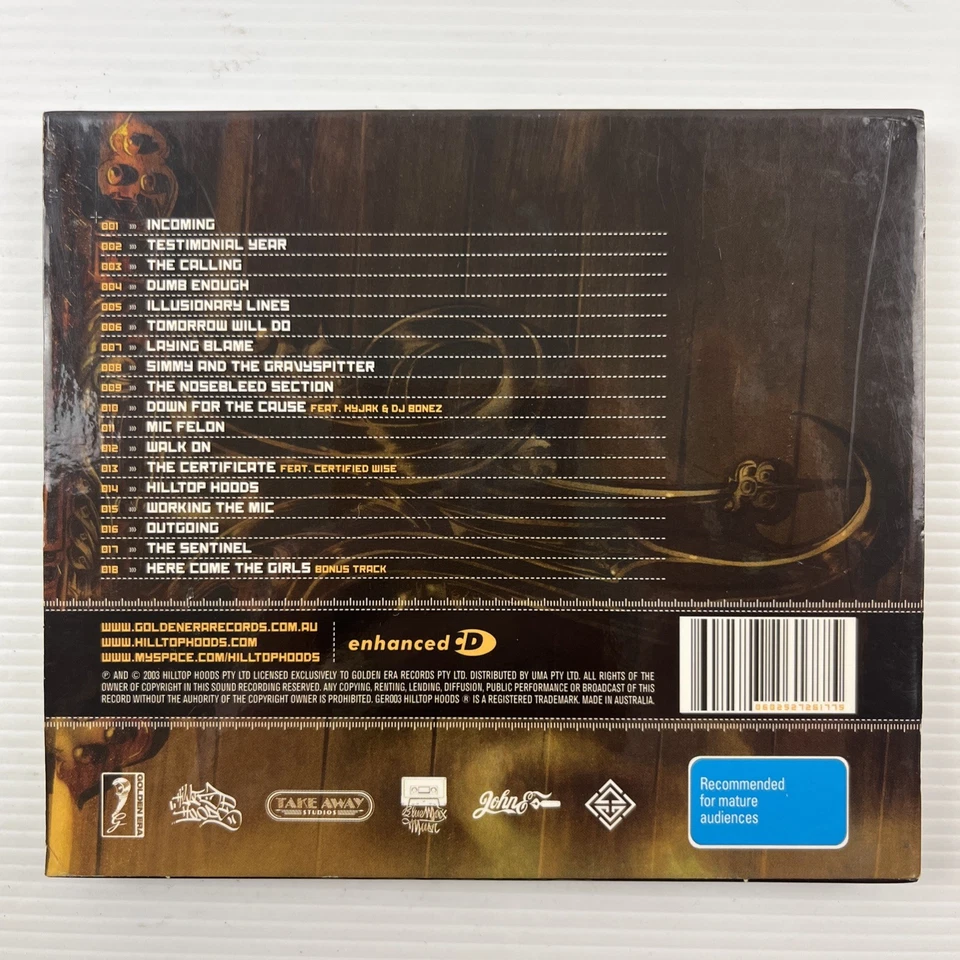 001 »» INCOMING
002 »» TESTIMONIAL YEAR
003 »» THE CALLING
004 »» DUMB ENOUGH
005 »» ILLUSIONARY LINES
006 »» TOMORROW WILL DO
007 »» LAYING BLAME
008 »» SIMMY AND THE GRAVYSPITTER
009 »» THE NOSEBLEED SECTION
010 »» DOWN FOR THE CAUSE FEAT. HYJAK & DJ BONEZ
011 »» MIC FELON
012 »» WALK ON
013 »» THE CERTIFICATE FEAT. CERTIFIED WISE
014 »» HILLTOP HOODS
015 »» WORKING THE MIC
016 »» OUTGOING
017 »» THE SENTINEL
018 »» HERE COME THE GIRLS BONUS TRACK
WWW.GOLDENERARECORDS.COM.AU
WWW.HILLTOPHOODS.COM
WWW.MYSPACE.COM/HILLTOPHOODS
enhanced CD
℗ AND © 2003 HILLTOP HOODS PTY LTD LICENSED EXCLUSIVELY TO GOLDEN ERA RECORDS PTY LTD. DISTRIBUTED BY UMA PTY LTD. ALL RIGHTS OF THE
OWNER OF COPYRIGHT IN THIS SOUND RECORDING RESERVED. ANY COPYING, RENTING, LENDING, DIFFUSION, PUBLIC PERFORMANCE OR BROADCAST OF THIS
RECORD WITHOUT THE AUHORITY OF THE COPYRIGHT OWNER IS PROHIBITED. GER003 HILLTOP HOODS ® IS A REGISTERED TRADEMARK. MADE IN AUSTRALIA.
0602527261775
GOLDEN ERA
TAKE AWAY
STUDIOS
BlueMax
Music
JohnE
Recommended
for mature
audiences